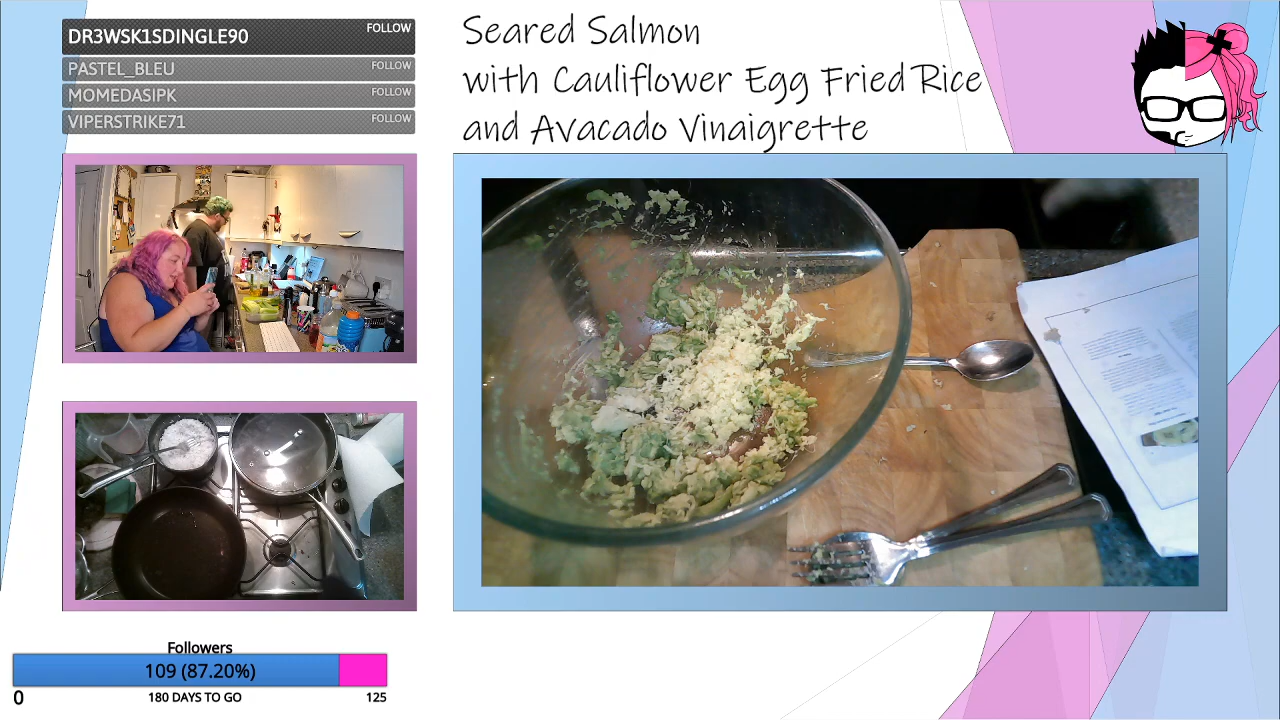 DR3WSK1SDINGLE90 FOLLOW
PASTEL_BLEU FOLLOW
MOMEDASIPK FOLLOW
VIPERSTRIKE71 FOLLOW
Seared Salmon
with Cauliflower Egg Fried Rice
and Avacado Vinaigrette
Followers
109 (87.20%)
0 180 DAYS TO GO 125